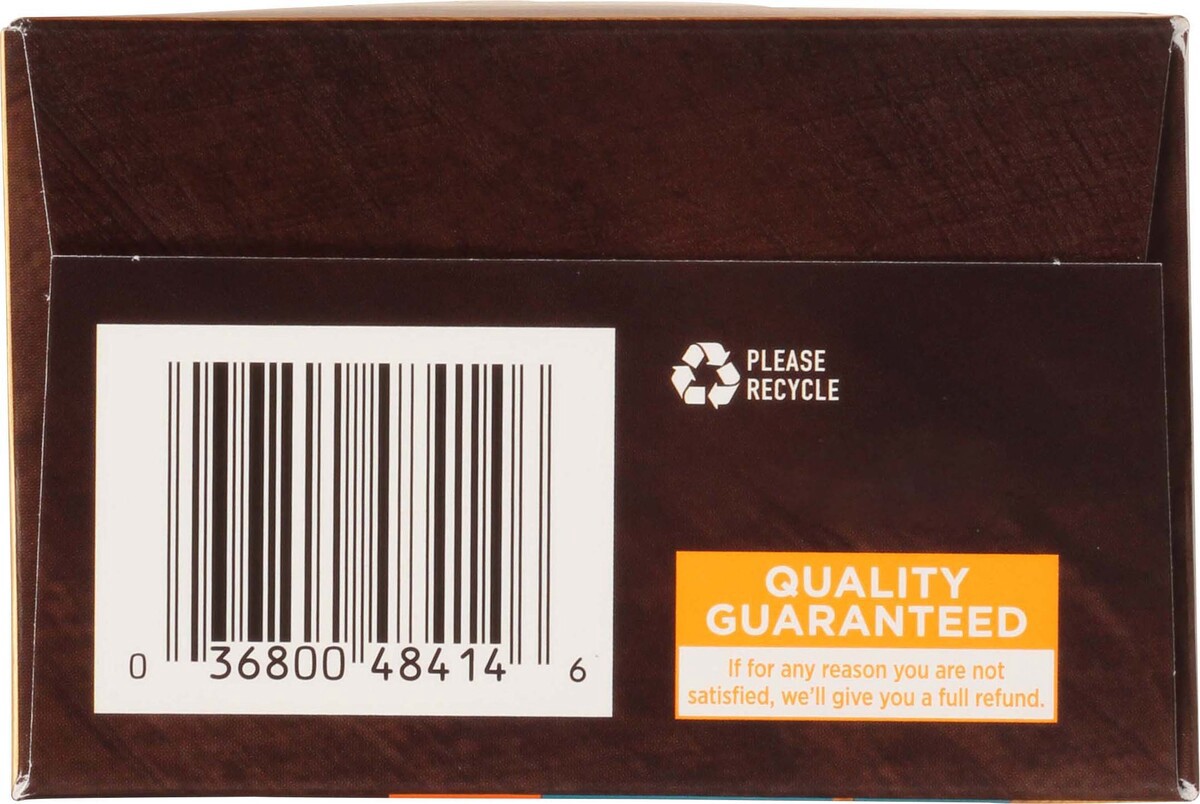 PLEASE
RECYCLE
QUALITY
GUARANTEED
If for any reason you are not
satisfied, we'll give you a full refund.
0 36800 48414 6